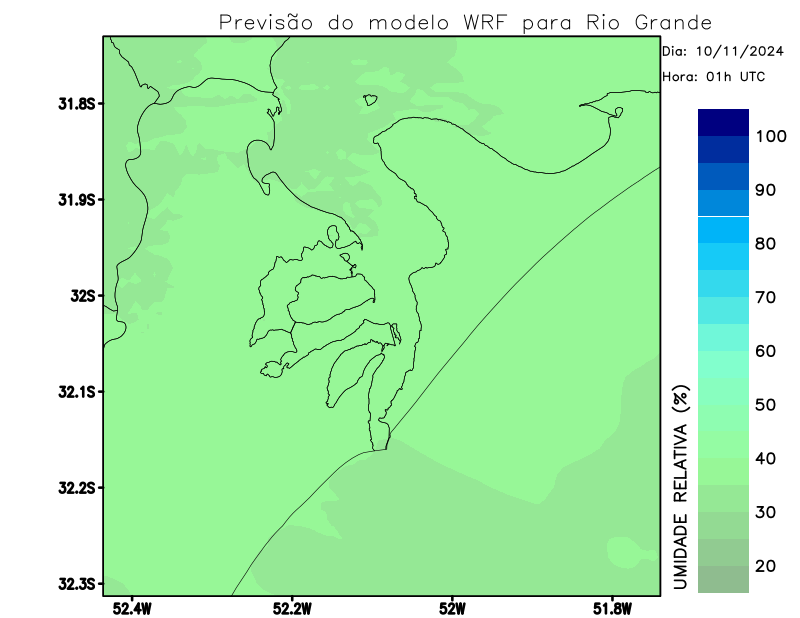 Previsão do modelo WRF para Rio Grande
Dia: 10/11/2024
Hora: 01h UTC
31.8S
31.9S
32S
32.1S
32.2S
32.3S
52.4W
52.2W
52W
51.8W
100
90
80
70
60
50
40
30
20
UMIDADE RELATIVA (%)